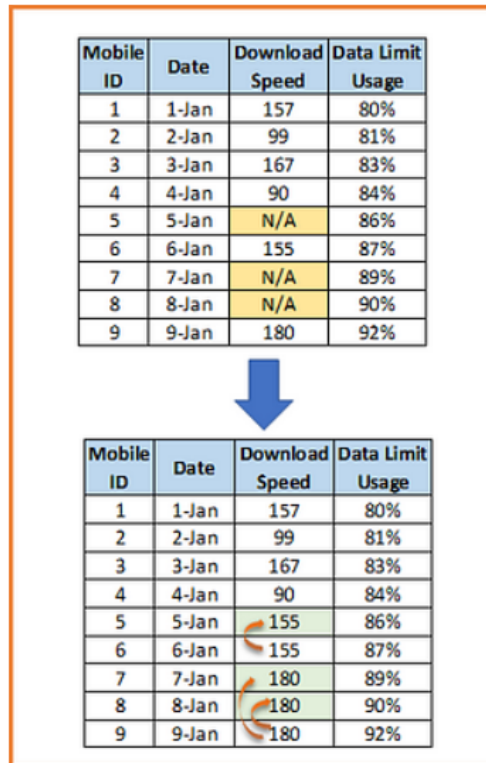 Mobile ID Date Download Speed Data Limit Usage
1 1-Jan 157 80%
2 2-Jan 99 81%
3 3-Jan 167 83%
4 4-Jan 90 84%
5 5-Jan N/A 86%
6 6-Jan 155 87%
7 7-Jan N/A 89%
8 8-Jan N/A 90%
9 9-Jan 180 92%
Mobile ID Date Download Speed Data Limit Usage
1 1-Jan 157 80%
2 2-Jan 99 81%
3 3-Jan 167 83%
4 4-Jan 90 84%
5 5-Jan 155 86%
6 6-Jan 155 87%
7 7-Jan 180 89%
8 8-Jan 180 90%
9 9-Jan 180 92%